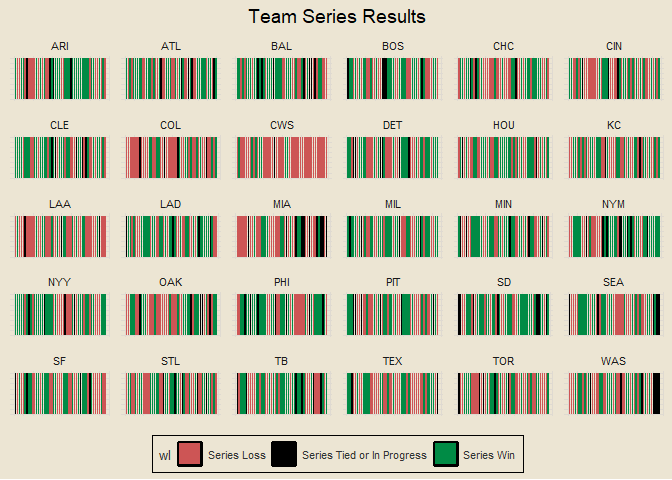 Team Series Results
ARI ATL BAL BOS CHC CIN
CLE COL CWS DET HOU KC
LAA LAD MIA MIL MIN NYM
NYY OAK PHI PIT SD SEA
SF STL TB TEX TOR WAS
wl Series Loss Series Tied or In Progress Series Win